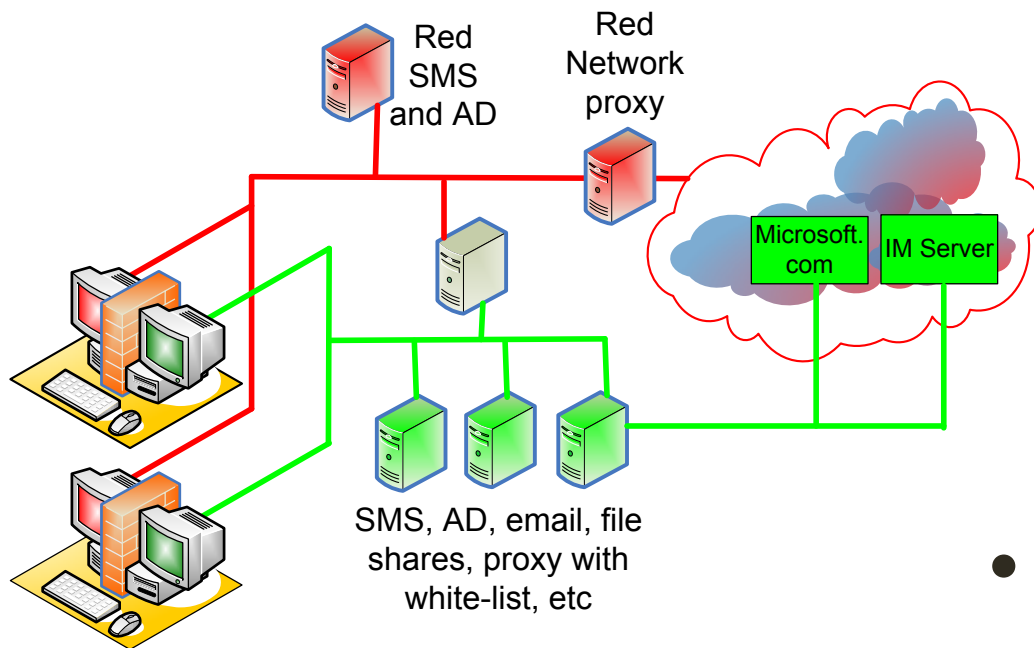 Red
SMS
and AD
Red
Network
proxy
Microsoft.
com
IM Server
SMS, AD, email, file
shares, proxy with
white-list, etc